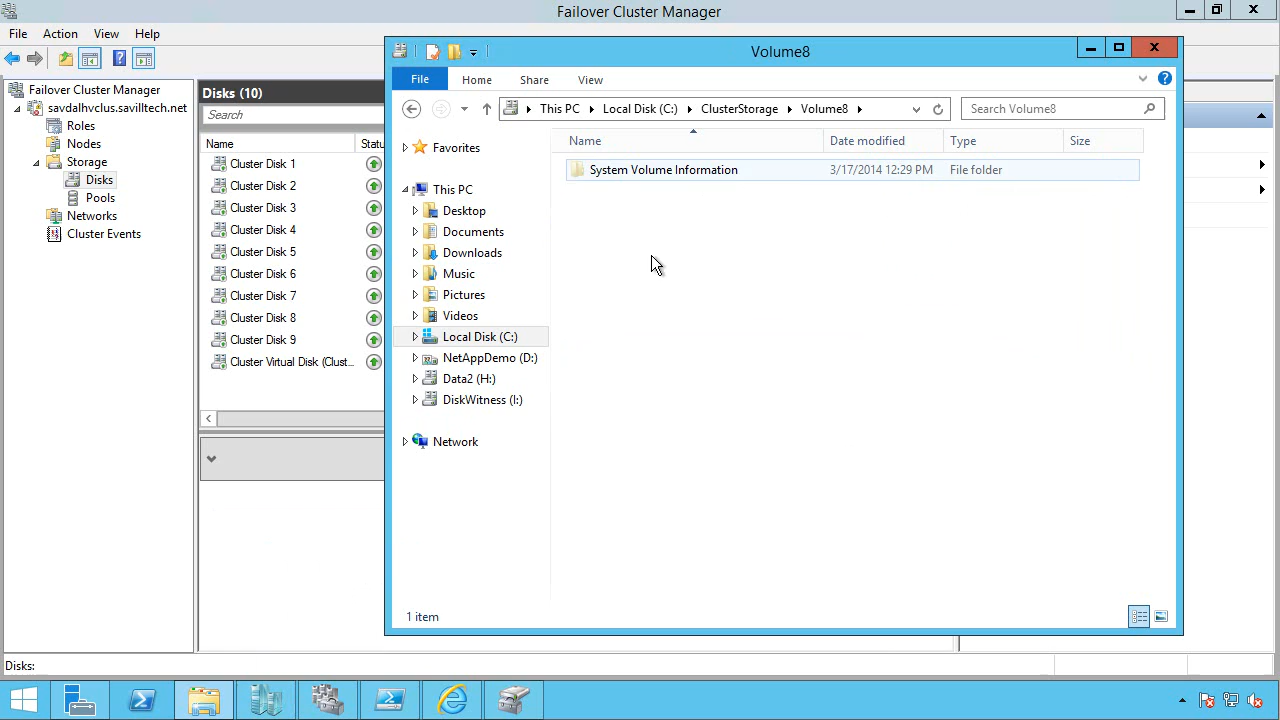 Failover Cluster Manager
File Action View Help
Failover Cluster Manager
savdalhvclus.savilltech.net
Roles
Nodes
Storage
Disks
Pools
Networks
Cluster Events
Disks (10)
Search
Name Statu
Cluster Disk 1
Cluster Disk 2
Cluster Disk 3
Cluster Disk 4
Cluster Disk 5
Cluster Disk 6
Cluster Disk 7
Cluster Disk 8
Cluster Disk 9
Cluster Virtual Disk (Clust...
Volume8
File Home Share View
This PC Local Disk (C:) ClusterStorage Volume8
Search Volume8
Favorites
This PC
Desktop
Documents
Downloads
Music
Pictures
Videos
Local Disk (C:)
NetAppDemo (D:)
Data2 (H:)
DiskWitness (I:)
Network
Name Date modified Type Size
System Volume Information 3/17/2014 12:29 PM File folder
1 item
Disks: